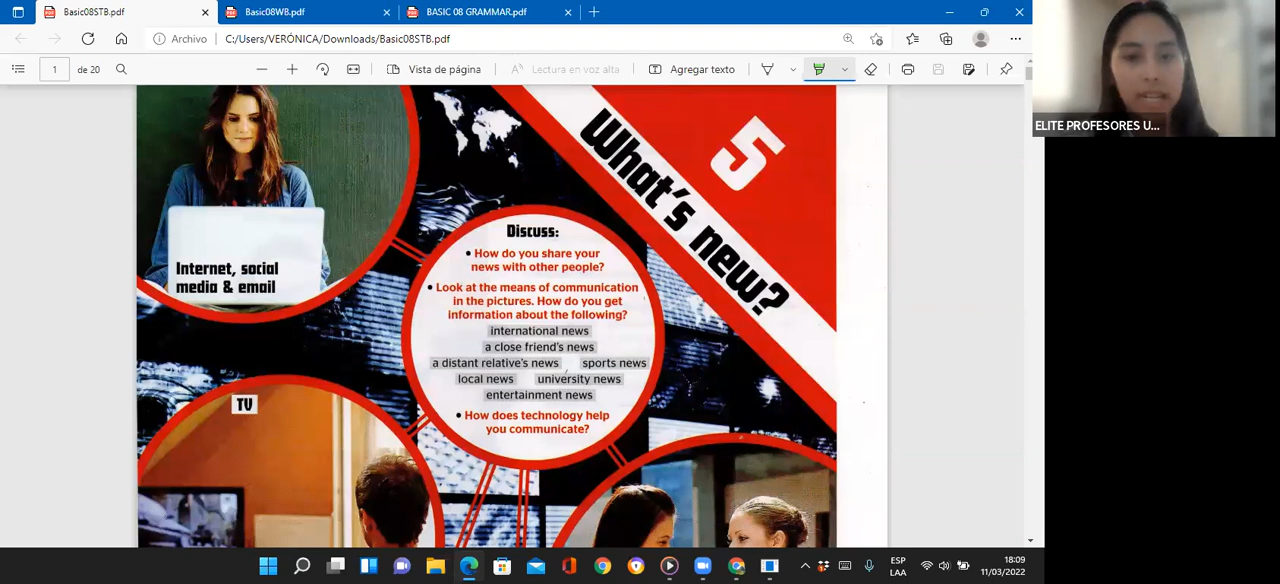 Basic08STB.pdf
Basic08WB.pdf
BASIC 08 GRAMMAR.pdf
Archivo
C:/Users/VERÓNICA/Downloads/Basic08STB.pdf
1
de 20
Vista de página
Lectura en voz alta
Agregar texto
ELITE PROFESORES U...
5
What's new?
Internet, social
media & email
Discuss:
• How do you share your
news with other people?
• Look at the means of communication
in the pictures. How do you get
information about the following?
international news
a close friend's news
a distant relative's news sports news
local news university news
entertainment news
• How does technology help
you communicate?
TV
ESP
LAA
18:09
11/03/2022